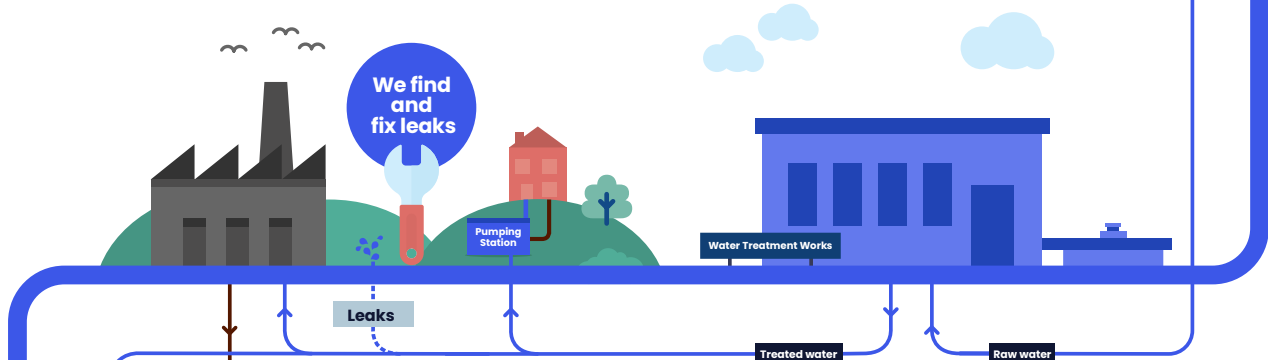 We find
and
fix leaks
Pumping
Station
Water Treatment Works
Leaks
Treated water
Raw water